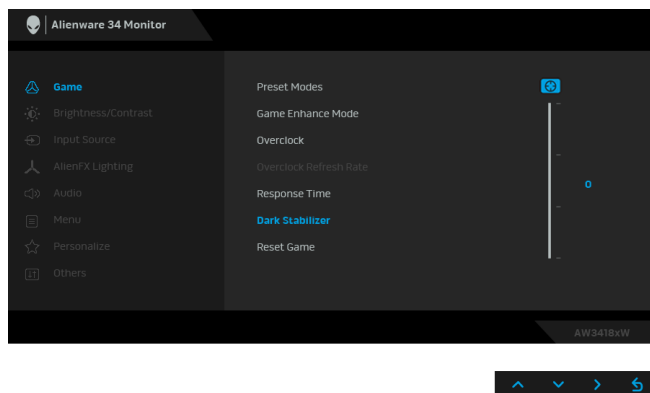 Alienware 34 Monitor
Game
Brightness/Contrast
Input Source
AlienFX Lighting
Audio
Menu
Personalize
Others
Preset Modes
Game Enhance Mode
Overclock
Overclock Refresh Rate
Response Time
Dark Stabilizer
Reset Game
0
AW3418xW